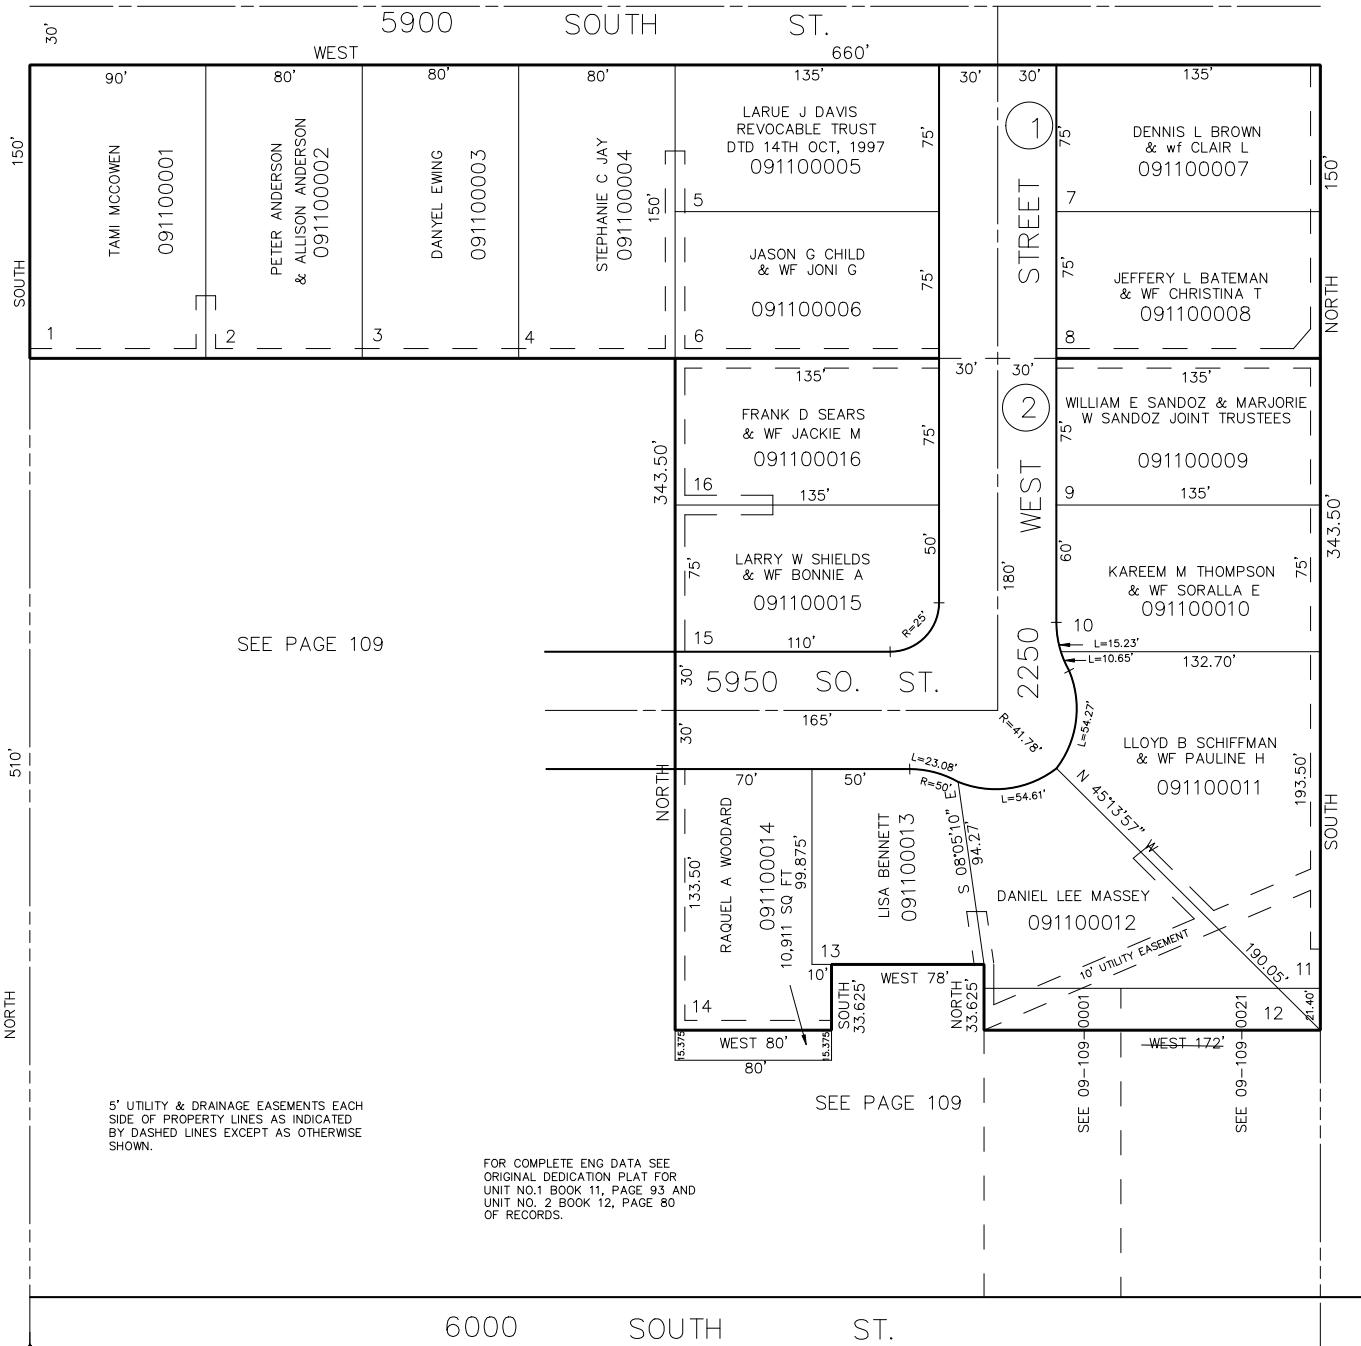 30'
5900 SOUTH ST.
WEST 660'
90' 80' 80' 80' 135' 30' 30' 135'
150'
SOUTH
TAMI MCCOWEN
091100001
1
PETER ANDERSON
& ALLISON ANDERSON
091100002
2
DANYEL EWING
091100003
3
STEPHANIE C JAY
091100004
150'
4
LARUE J DAVIS
REVOCABLE TRUST
DTD 14TH OCT, 1997
091100005
75'
5
JASON G CHILD
& WF JONI G
091100006
75'
6
1
STREET
75'
DENNIS L BROWN
& wf CLAIR L
091100007
7
150'
75'
JEFFERY L BATEMAN
& WF CHRISTINA T
091100008
8
NORTH
30' 30'
135'
FRANK D SEARS
& WF JACKIE M
091100016
75'
343.50'
16
135'
2
WEST
135'
WILLIAM E SANDOZ & MARJORIE
W SANDOZ JOINT TRUSTEES
75'
091100009
9
135'
343.50'
LARRY W SHIELDS
& WF BONNIE A
091100015
75'
50'
R=25'
15
110'
180'
2250
60'
KAREEM M THOMPSON
& WF SORALLA E
091100010
75'
10
L=15.23'
L=10.65'
132.70'
SEE PAGE 109
30'
5950 SO. ST.
165'
30'
R=41.78'
L=54.27'
LLOYD B SCHIFFMAN
& WF PAULINE H
091100011
193.50'
SOUTH
510'
NORTH
NORTH
L=23.08'
R=50'
L=54.61'
70' 50'
133.50'
RAQUEL A WOODARD
091100014
10,911 SQ FT
99.875'
14
LISA BENNETT
091100013
13
10'
S 08°05'10" E
94.27'
N 45°13'57" W
190.05'
11
DANIEL LEE MASSEY
091100012
10' UTILITY EASEMENT
WEST 78'
SOUTH
33.625'
NORTH
33.625'
12
21.40'
WEST 80'
15.375
15.375
80'
WEST 172'
SEE 09-109-0001
SEE 09-109-0021
SEE PAGE 109
5' UTILITY & DRAINAGE EASEMENTS EACH
SIDE OF PROPERTY LINES AS INDICATED
BY DASHED LINES EXCEPT AS OTHERWISE
SHOWN.
FOR COMPLETE ENG DATA SEE
ORIGINAL DEDICATION PLAT FOR
UNIT NO.1 BOOK 11, PAGE 93 AND
UNIT NO. 2 BOOK 12, PAGE 80
OF RECORDS.
6000 SOUTH ST.